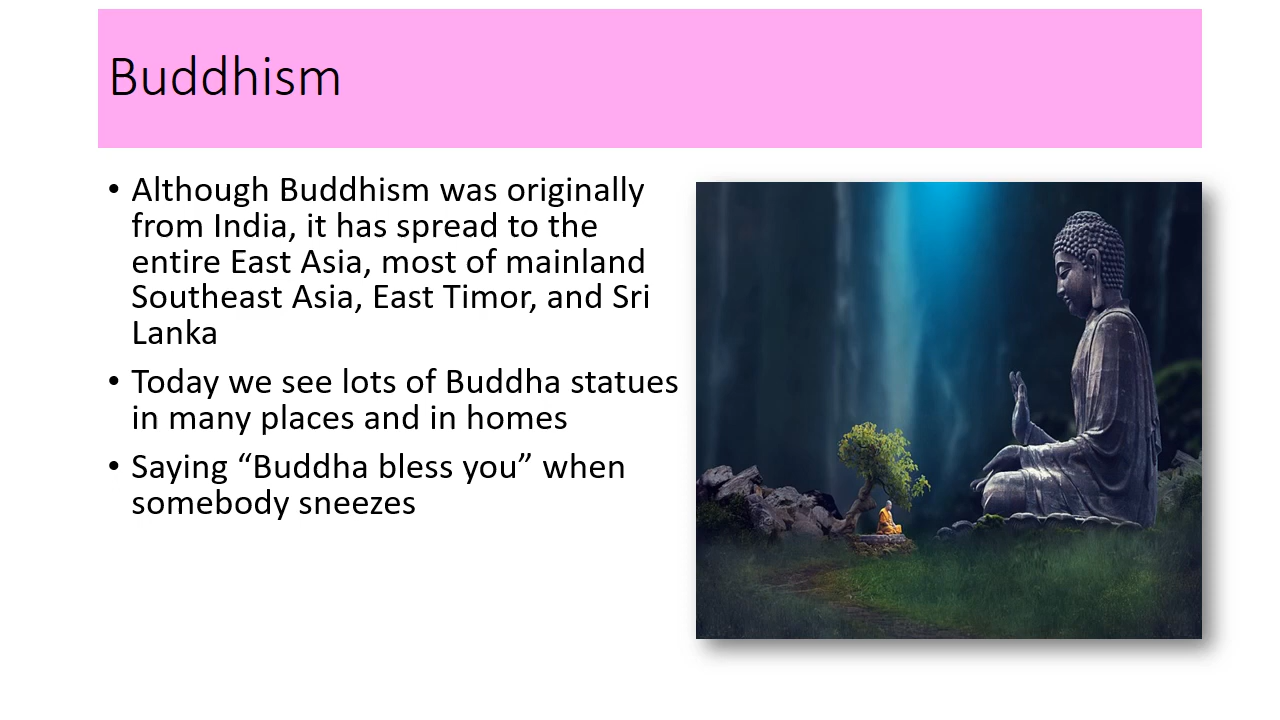 Buddhism
• Although Buddhism was originally
from India, it has spread to the
entire East Asia, most of mainland
Southeast Asia, East Timor, and Sri
Lanka
• Today we see lots of Buddha statues
in many places and in homes
• Saying “Buddha bless you” when
somebody sneezes